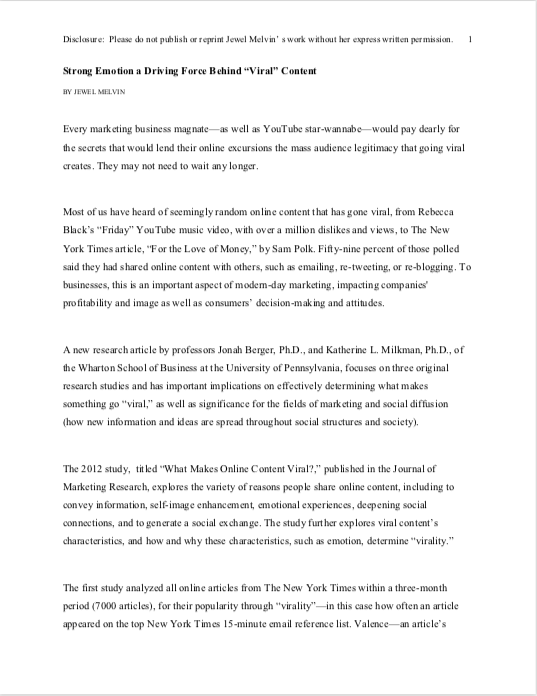 Disclosure:  Please do not publish or reprint Jewel Melvin’ s work without her express written permission.     1
Strong Emotion a Driving Force Behind “Viral” Content
BY JEWEL MELVIN
Every marketing business magnate—as well as YouTube star-wannabe—would pay dearly for
the secrets that would lend their online excursions the mass audience legitimacy that going viral
creates. They may not need to wait any longer.
Most of us have heard of seemingly random online content that has gone viral, from Rebecca
Black’s “Friday” YouTube music video, with over a million dislikes and views, to The New
York Times article, “For the Love of Money,” by Sam Polk. Fifty-nine percent of those polled
said they had shared online content with others, such as emailing, re-tweeting, or re-blogging. To
businesses, this is an important aspect of modern-day marketing, impacting companies'
profitability and image as well as consumers’ decision-making and attitudes.
A new research article by professors Jonah Berger, Ph.D., and Katherine L. Milkman, Ph.D., of
the Wharton School of Business at the University of Pennsylvania, focuses on three original
research studies and has important implications on effectively determining what makes
something go “viral,” as well as significance for the fields of marketing and social diffusion
(how new information and ideas are spread throughout social structures and society).
The 2012 study,  titled “What Makes Online Content Viral?,” published in the Journal of
Marketing Research, explores the variety of reasons people share online content, including to
convey information, self-image enhancement, emotional experiences, deepening social
connections, and to generate a social exchange. The study further explores viral content’s
characteristics, and how and why these characteristics, such as emotion, determine “virality.”
The first study analyzed all online articles from The New York Times within a three-month
period (7000 articles), for their popularity through “virality”—in this case how often an article
appeared on the top New York Times 15-minute email reference list. Valence—an article’s